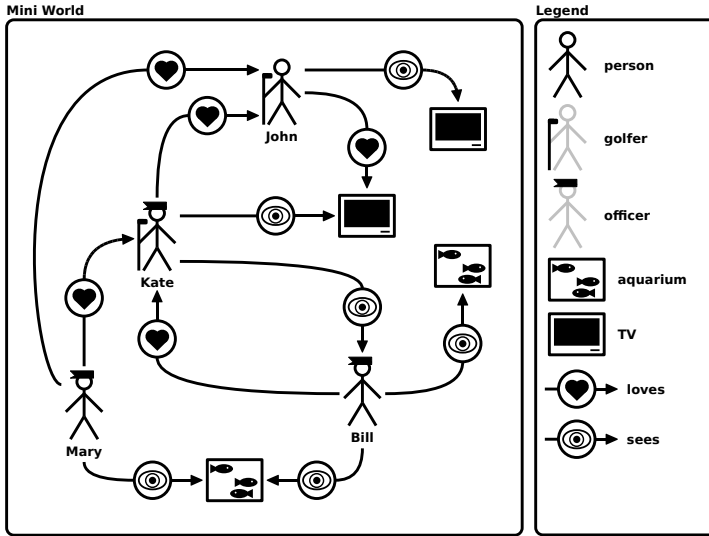 Mini World
John
Kate
Mary
Bill
Legend
person
golfer
officer
aquarium
TV
loves
sees